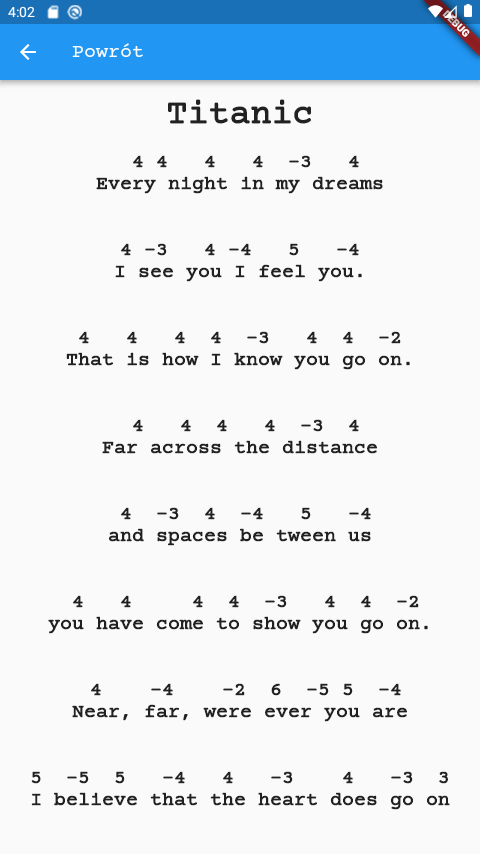 4:02
DEBUG
Powrót
Titanic
4 4 4 4 -3 4
Every night in my dreams
4 -3 4 -4 5 -4
I see you I feel you.
4 4 4 4 -3 4 4 -2
That is how I know you go on.
4 4 4 4 -3 4
Far across the distance
4 -3 4 -4 5 -4
and spaces be tween us
4 4 4 4 -3 4 4 -2
you have come to show you go on.
4 -4 -2 6 -5 5 -4
Near, far, were ever you are
5 -5 5 -4 4 -3 4 -3 3
I believe that the heart does go on